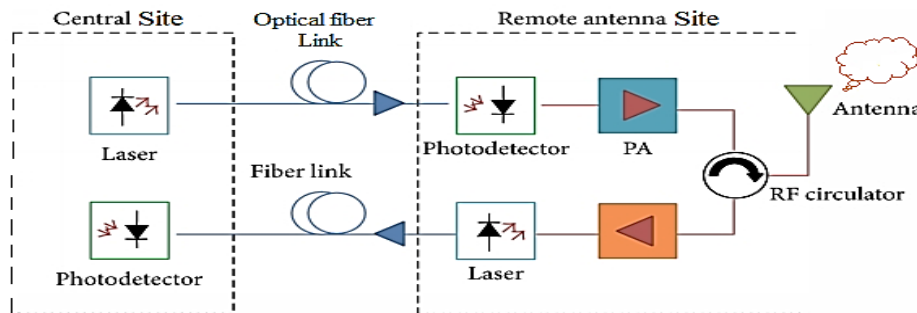 Central Site
Optical fiber
Link
Remote antenna Site
Laser
Photodetector
PA
Antenna
Fiber link
RF circulator
Photodetector
Laser